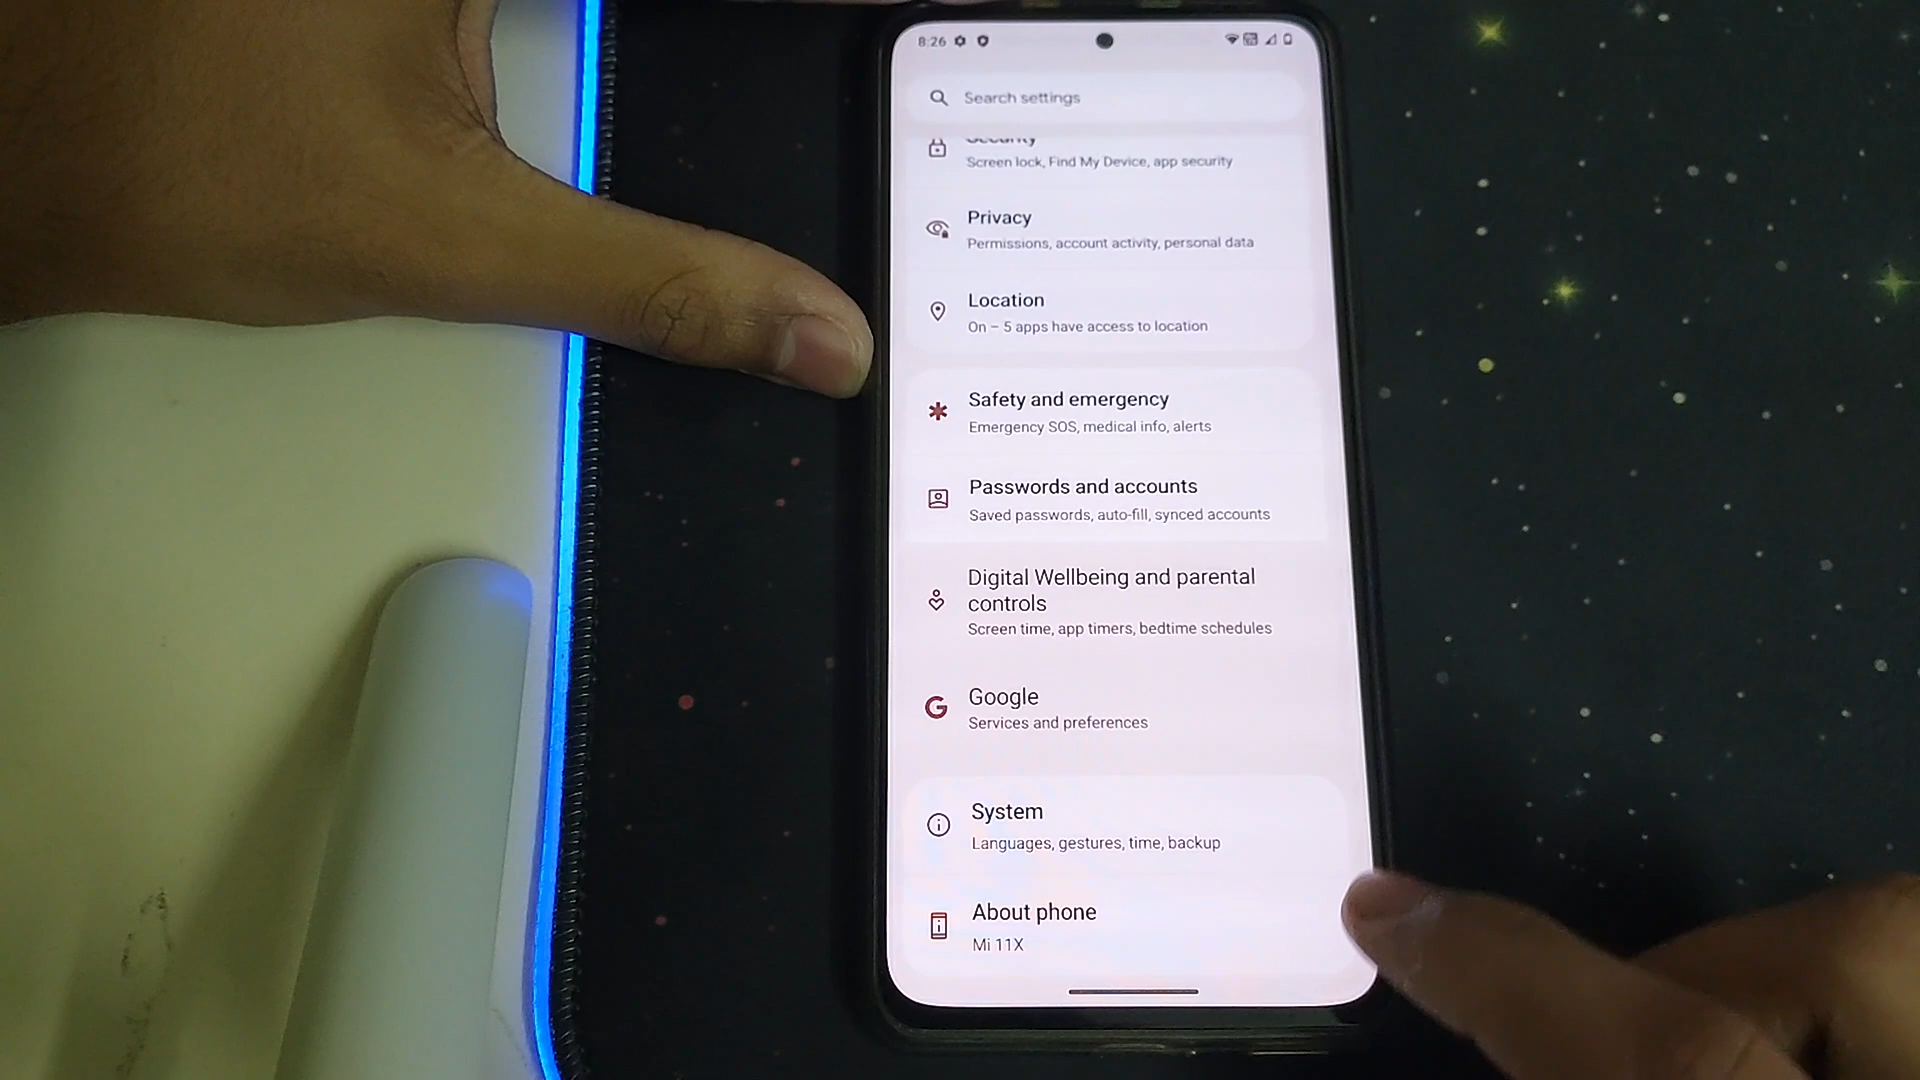 8:26
Search settings
Security
Screen lock, Find My Device, app security
Privacy
Permissions, account activity, personal data
Location
On – 5 apps have access to location
Safety and emergency
Emergency SOS, medical info, alerts
Passwords and accounts
Saved passwords, auto-fill, synced accounts
Digital Wellbeing and parental
controls
Screen time, app timers, bedtime schedules
Google
Services and preferences
System
Languages, gestures, time, backup
About phone
Mi 11X